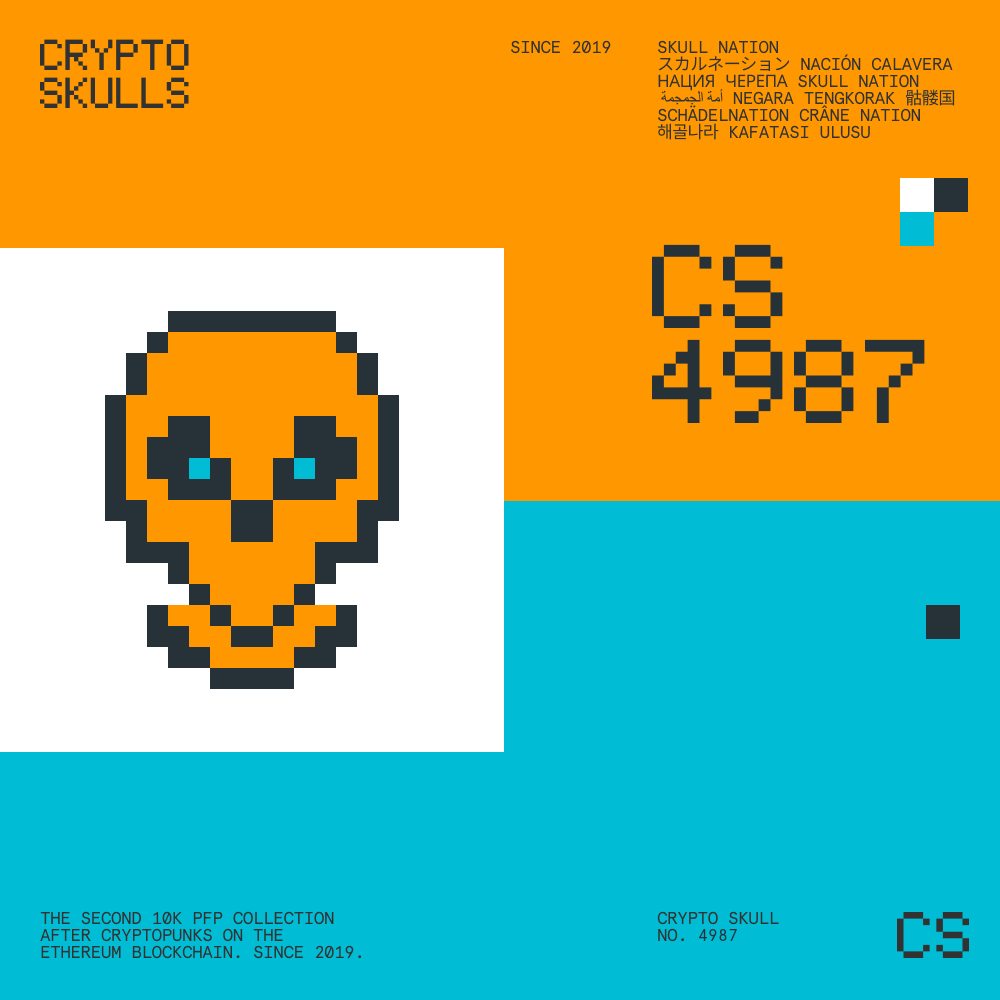 CRYPTO
SKULLS
SINCE 2019
SKULL NATION
スカルネーション NACIÓN CALAVERA
НАЦИЯ ЧЕРЕПА SKULL NATION
أمة الجمجمة NEGARA TENGKORAK 骷髅国
SCHÄDELNATION CRÂNE NATION
해골나라 KAFATASI ULUSU
CS
4987
THE SECOND 10K PFP COLLECTION
AFTER CRYPTOPUNKS ON THE
ETHEREUM BLOCKCHAIN. SINCE 2019.
CRYPTO SKULL
NO. 4987
CS